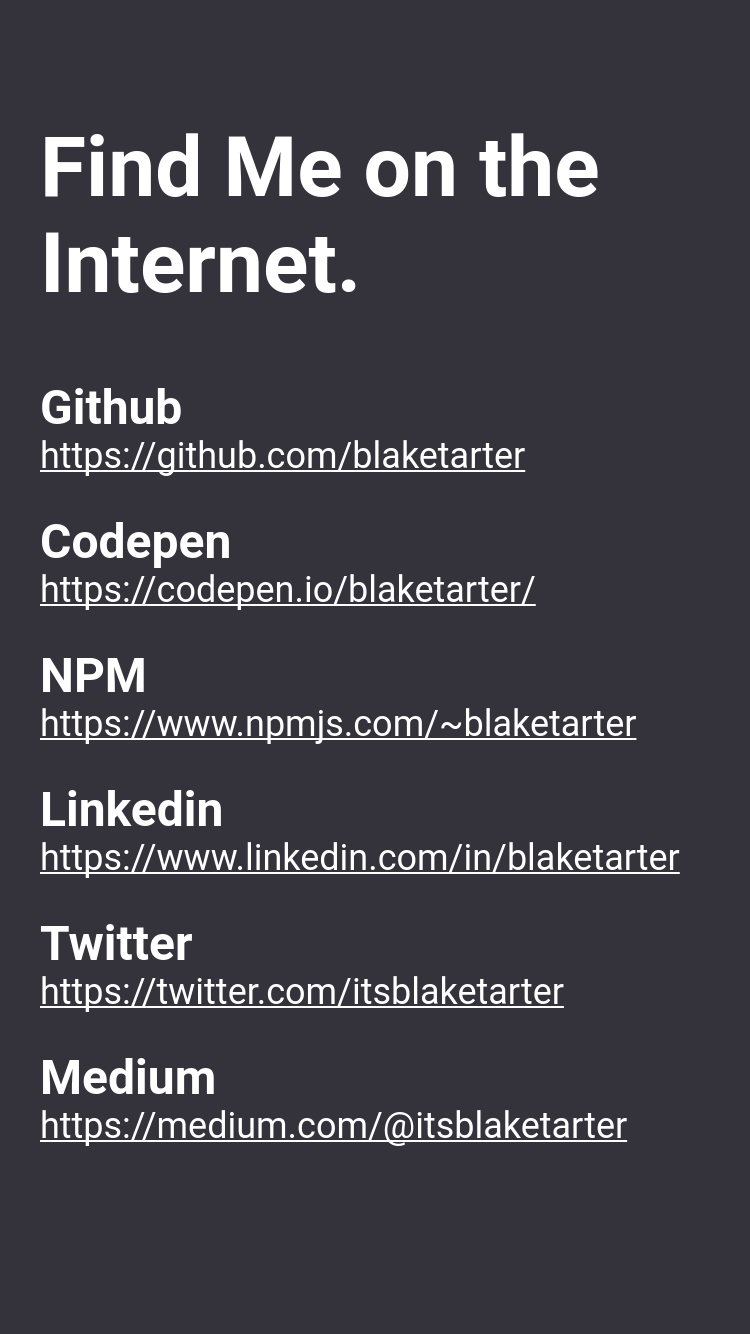 Find Me on the
Internet.
Github
https://github.com/blaketarter
Codepen
https://codepen.io/blaketarter/
NPM
https://www.npmjs.com/~blaketarter
Linkedin
https://www.linkedin.com/in/blaketarter
Twitter
https://twitter.com/itsblaketarter
Medium
https://medium.com/@itsblaketarter